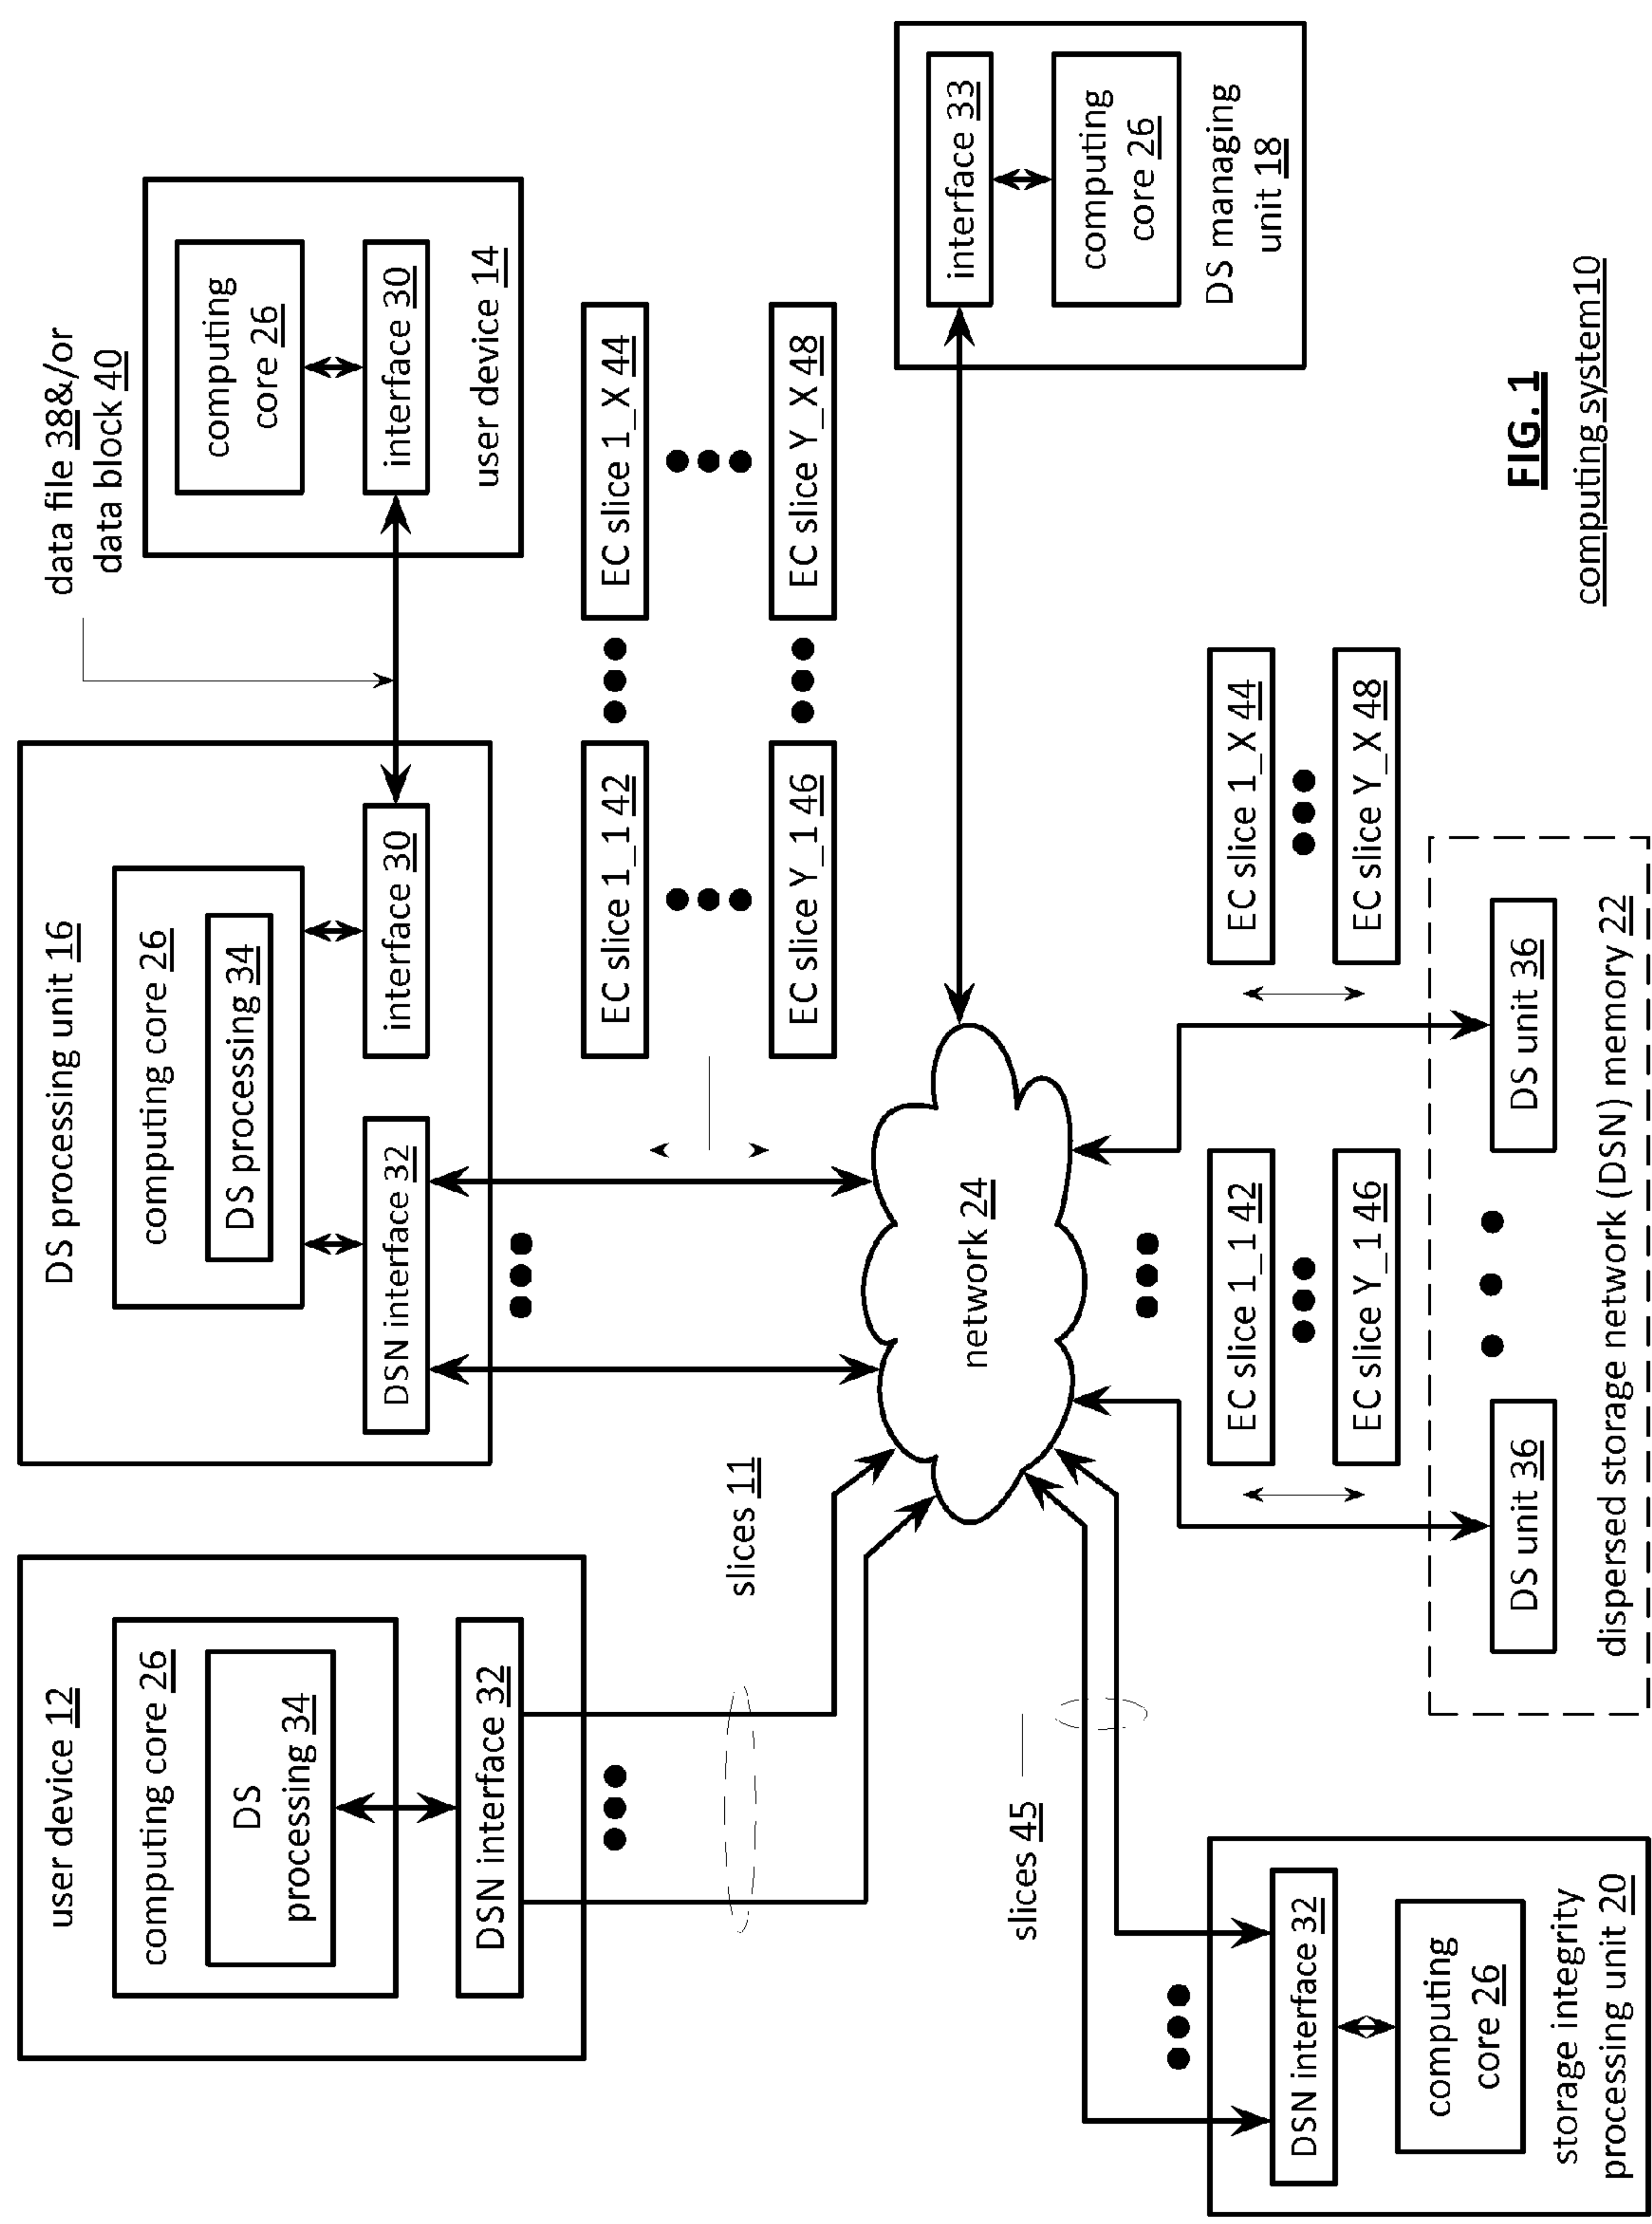 user device 12
computing core 26
DS
processing 34
DSN interface 32
slices 11
DS processing unit 16
computing core 26
DS processing 34
DSN interface 32
interface 30
data file 38&/or
data block 40
computing
core 26
interface 30
user device 14
EC slice 1_1 42
EC slice 1_X 44
EC slice Y_1 46
EC slice Y_X 48
network 24
interface 33
computing
core 26
DS managing
unit 18
slices 45
DSN interface 32
computing
core 26
storage integrity
processing unit 20
EC slice 1_1 42
EC slice Y_1 46
EC slice 1_X 44
EC slice Y_X 48
DS unit 36
DS unit 36
dispersed storage network (DSN) memory 22
FIG. 1
computing system10